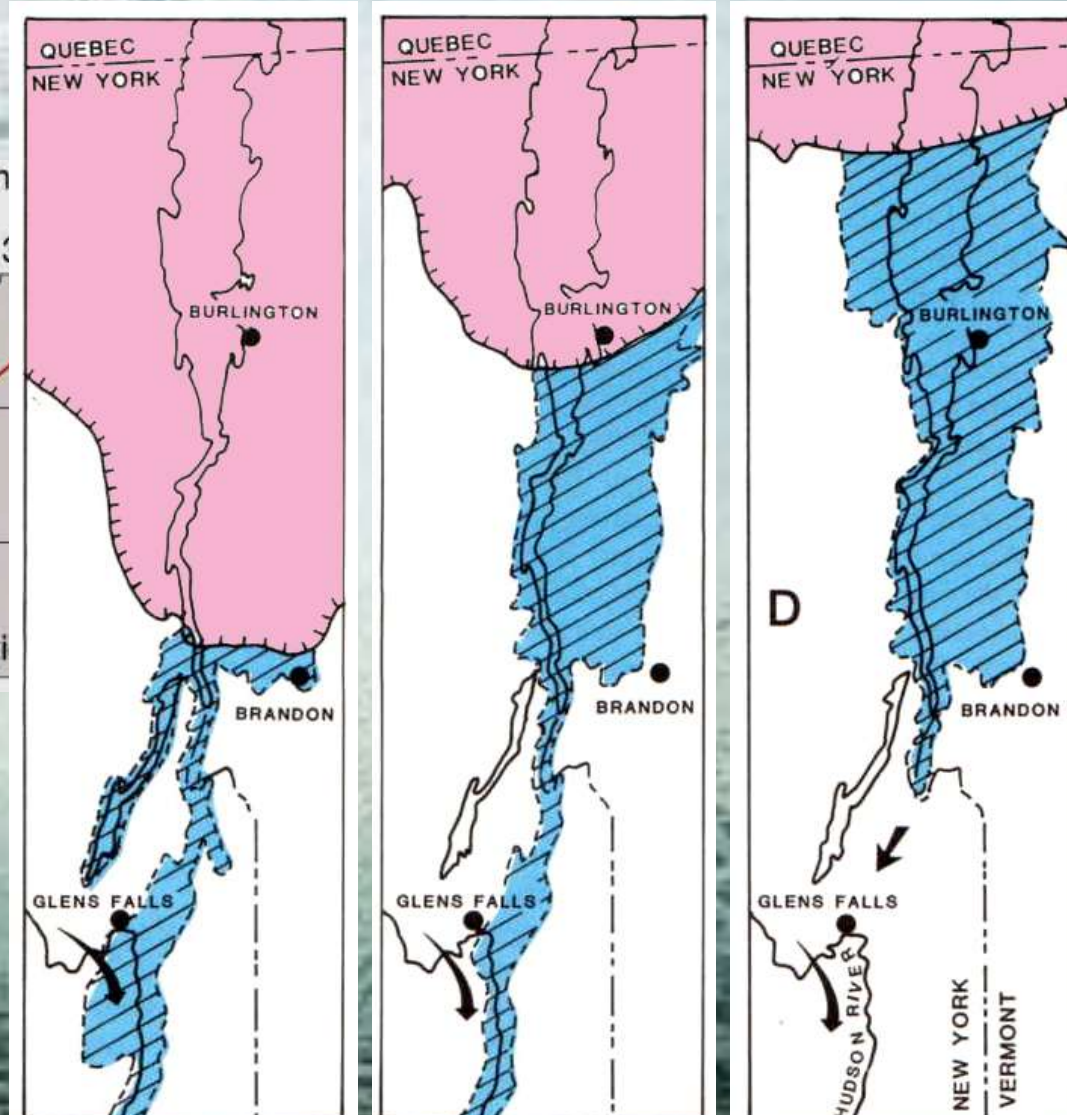 QUEBEC
NEW YORK
BURLINGTON
BRANDON
GLENS FALLS
QUEBEC
NEW YORK
BURLINGTON
BRANDON
GLENS FALLS
QUEBEC
NEW YORK
BURLINGTON
D
BRANDON
GLENS FALLS
HUDSON RIVER
NEW YORK
VERMONT